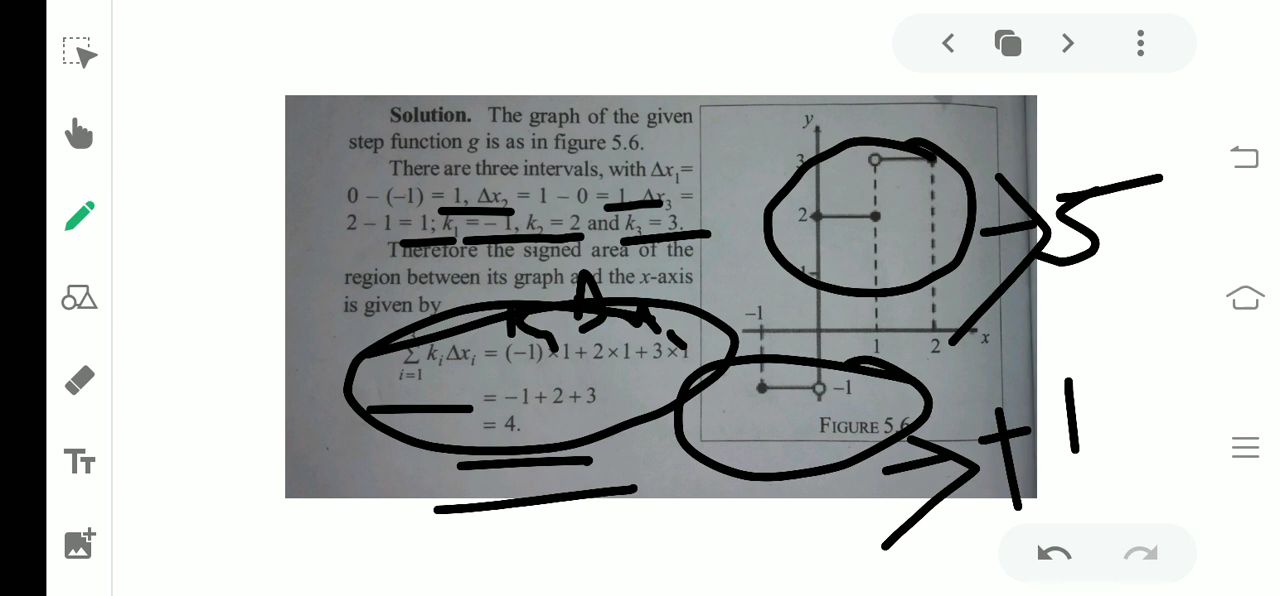 Solution. The graph of the given
step function g is as in figure 5.6.
There are three intervals, with Δx₁=
0 – (–1) = 1, Δx₂ = 1 – 0 = 1, Δx₃ =
2 – 1 = 1; k₁ = – 1, k₂ = 2 and k₃ = 3.
Therefore the signed area of the
region between its graph and the x-axis
is given by
∑ kᵢΔxᵢ = (–1) × 1 + 2 × 1 + 3 × 1
i=1
= –1 + 2 + 3
= 4.
y
3
2
1
–1
1 2 x
–1
FIGURE 5.6
5
+1
Tт